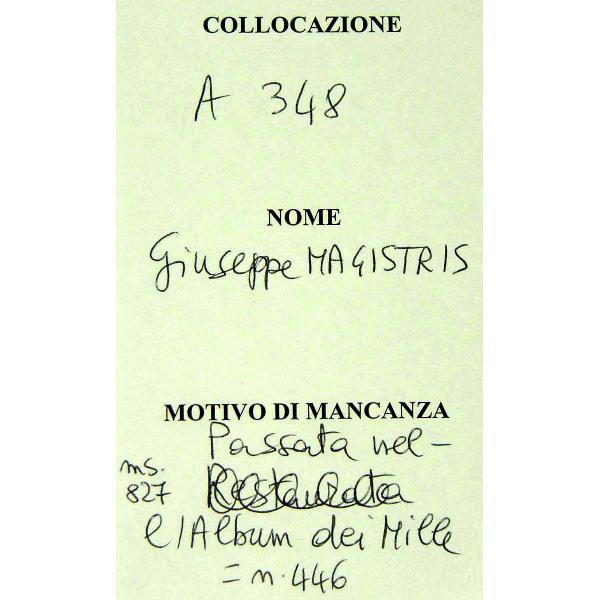 COLLOCAZIONE
A 348
NOME
Giuseppe MAGISTRIS
MOTIVO DI MANCANZA
Passata nel-
ms.
827 Restaurata
l'Album dei Mille
= n. 446